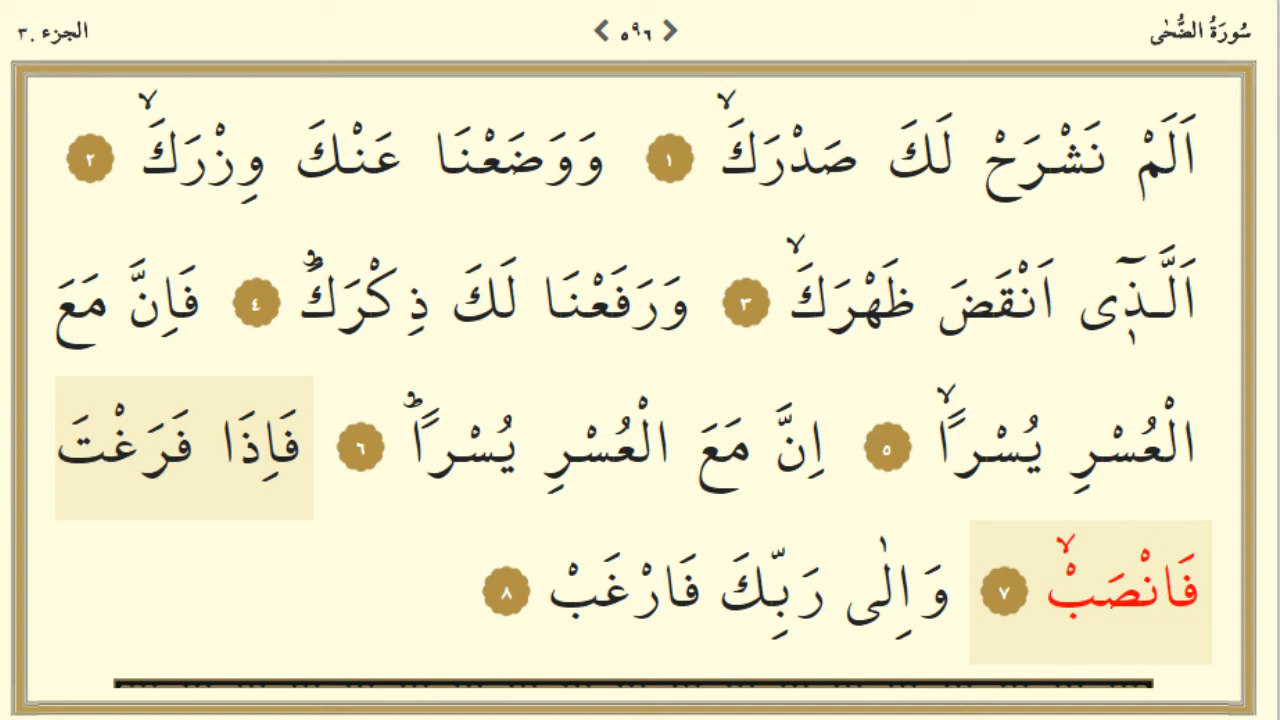 سُورَةُ الضُّحٰى ٥٩٦ الجزء ٣٠
اَلَمْ نَشْرَحْ لَكَ صَدْرَكَۙ ١ وَوَضَعْنَا عَنْكَ وِزْرَكَۙ ٢
اَلَّذ۪ٓى اَنْقَضَ ظَهْرَكَۙ ٣ وَرَفَعْنَا لَكَ ذِكْرَكَۜ ٤ فَاِنَّ مَعَ
الْعُسْرِ يُسْرًاۙ ٥ اِنَّ مَعَ الْعُسْرِ يُسْرًاۜ ٦ فَاِذَا فَرَغْتَ
فَانْصَبْۙ ٧ وَاِلٰى رَبِّكَ فَارْغَبْ ٨